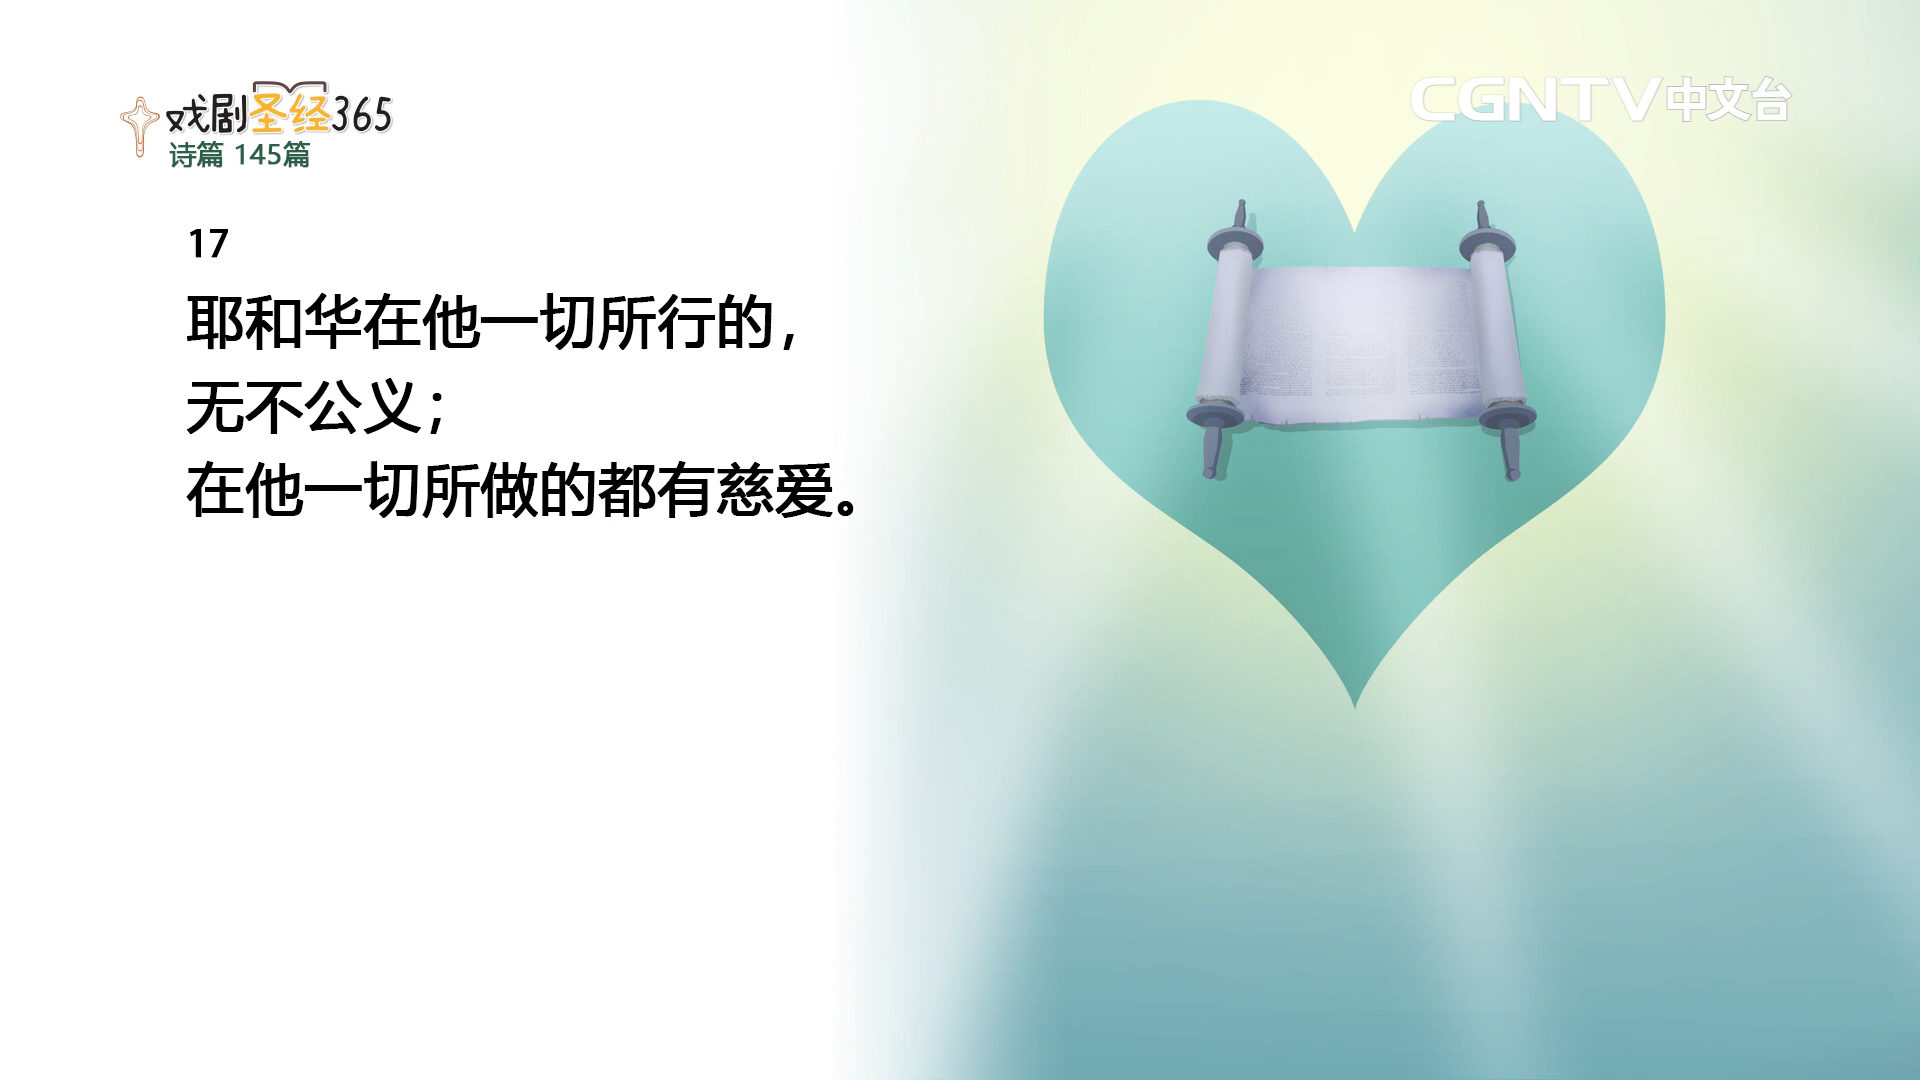 戏剧圣经365
诗篇 145篇
CGNTV中文台
17
耶和华在他一切所行的，
无不公义；
在他一切所做的都有慈爱。